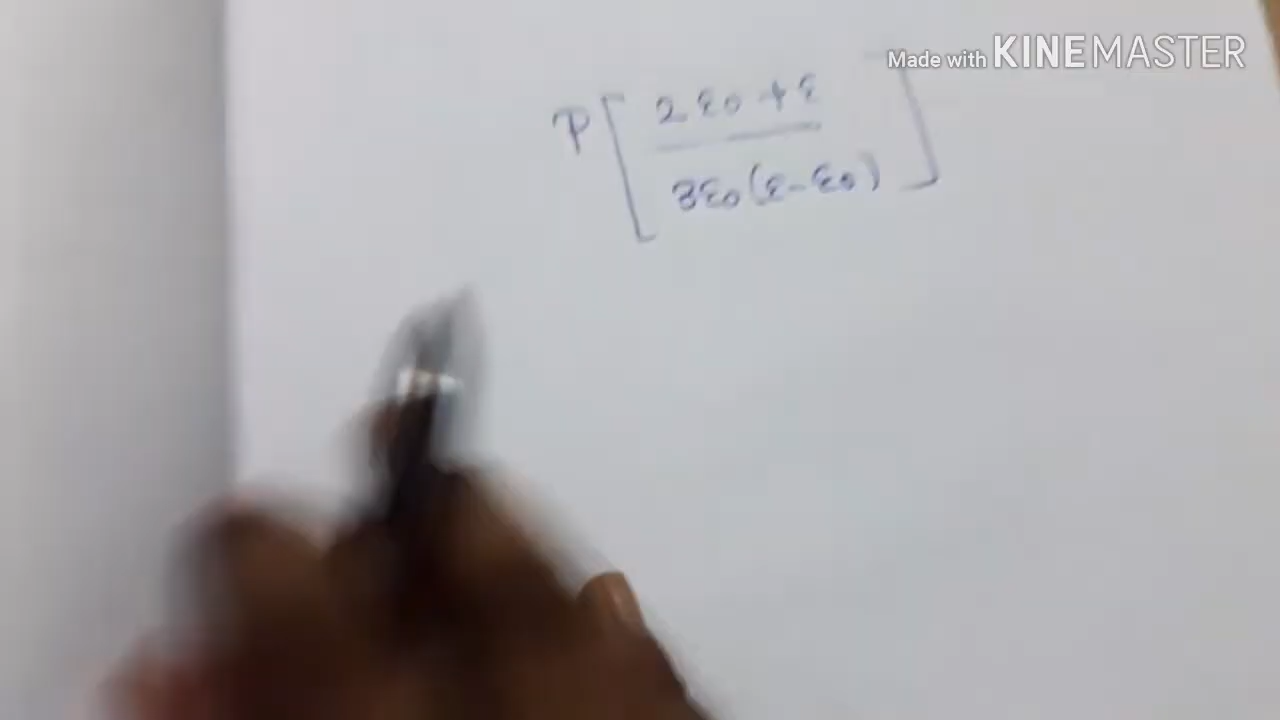 Made with KINEMASTER
P[ (2ε₀ + ε) / (3ε₀(ε - ε₀)) ]